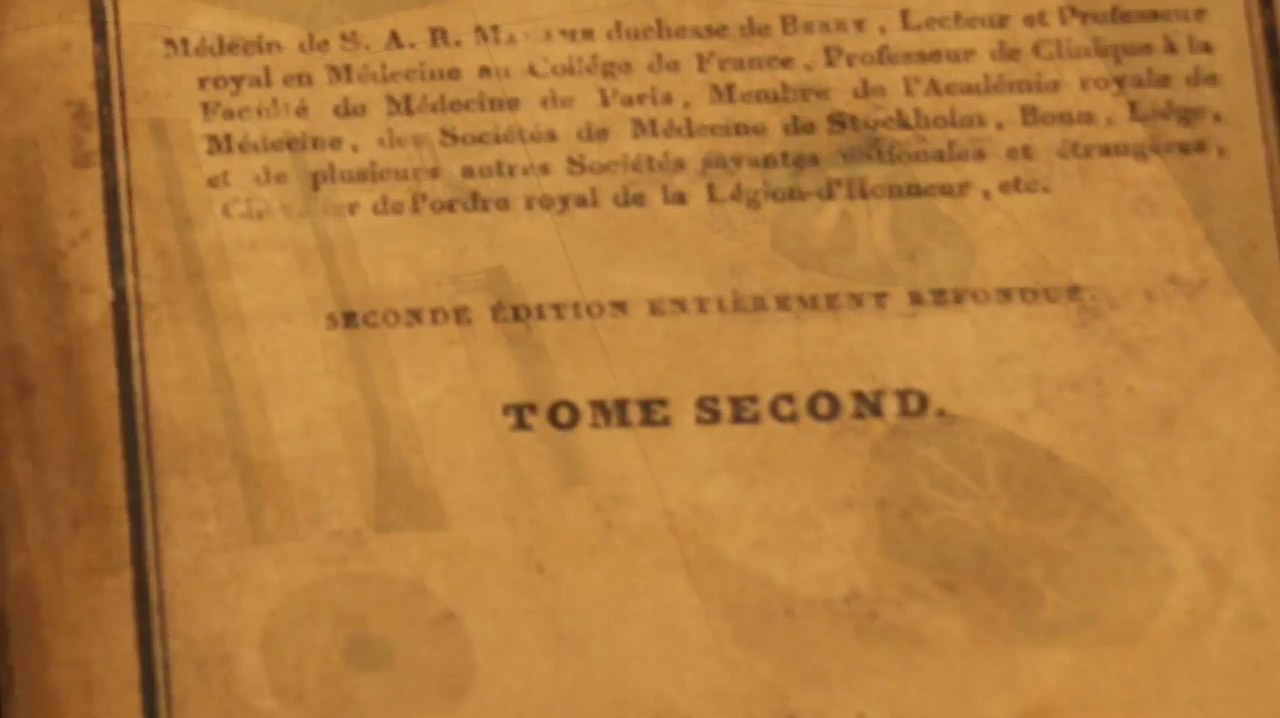 Médecin de S. A. R. MADAME duchesse de BERRY, Lecteur et Professeur
royal en Médecine au Collége de France, Professeur de Clinique à la
Faculté de Médecine de Paris, Membre de l'Académie royale de
Médecine, des Sociétés de Médecine de Stockholm, Bonn, Liége,
et de plusieurs autres Sociétés savantes nationales et étrangères,
de l'ordre royal de la Légion-d'Honneur, etc.
SECONDE ÉDITION ENTIÈREMENT REFONDUE.
TOME SECOND.